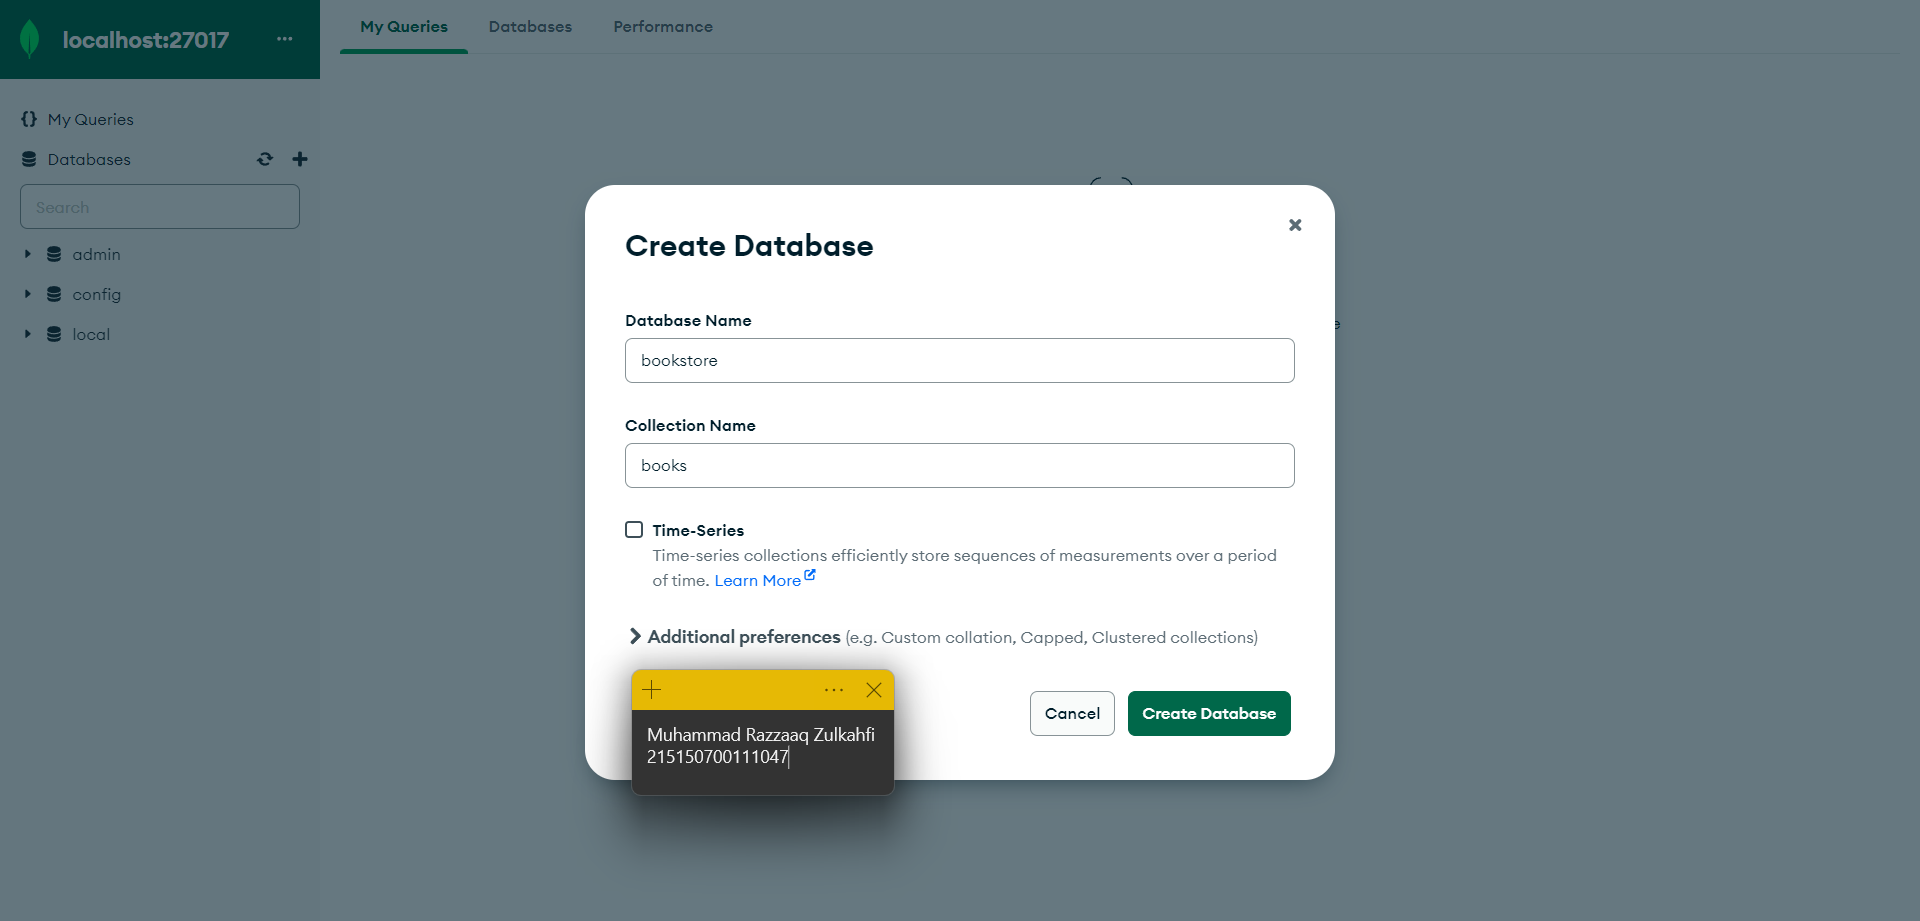 localhost:27017
My Queries
Databases
Performance
My Queries
Databases
Search
admin
config
local
Create Database
Database Name
bookstore
Collection Name
books
Time-Series
Time-series collections efficiently store sequences of measurements over a period
of time. Learn More
Additional preferences (e.g. Custom collation, Capped, Clustered collections)
Cancel
Create Database
Muhammad Razzaaq Zulkahfi
215150700111047